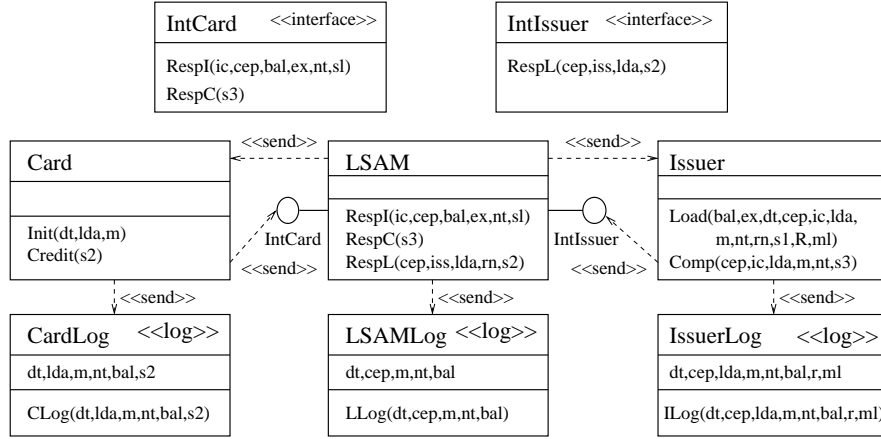 IntCard <<interface>>
RespI(ic,cep,bal,ex,nt,sl)
RespC(s3)
IntIssuer <<interface>>
RespL(cep,iss,lda,s2)
<<send>>
<<send>>
Card
Init(dt,lda,m)
Credit(s2)
LSAM
RespI(ic,cep,bal,ex,nt,sl)
RespC(s3)
RespL(cep,iss,lda,rn,s2)
Issuer
Load(bal,ex,dt,cep,ic,lda,
m,nt,rn,s1,R,ml)
Comp(cep,ic,lda,m,nt,s3)
IntCard
IntIssuer
<<send>>
<<send>>
<<send>>
<<send>>
<<send>>
CardLog <<log>>
dt,lda,m,nt,bal,s2
CLog(dt,lda,m,nt,bal,s2)
LSAMLog <<log>>
dt,cep,m,nt,bal
LLog(dt,cep,m,nt,bal)
IssuerLog <<log>>
dt,cep,lda,m,nt,bal,r,ml
ILog(dt,cep,lda,m,nt,bal,r,ml)